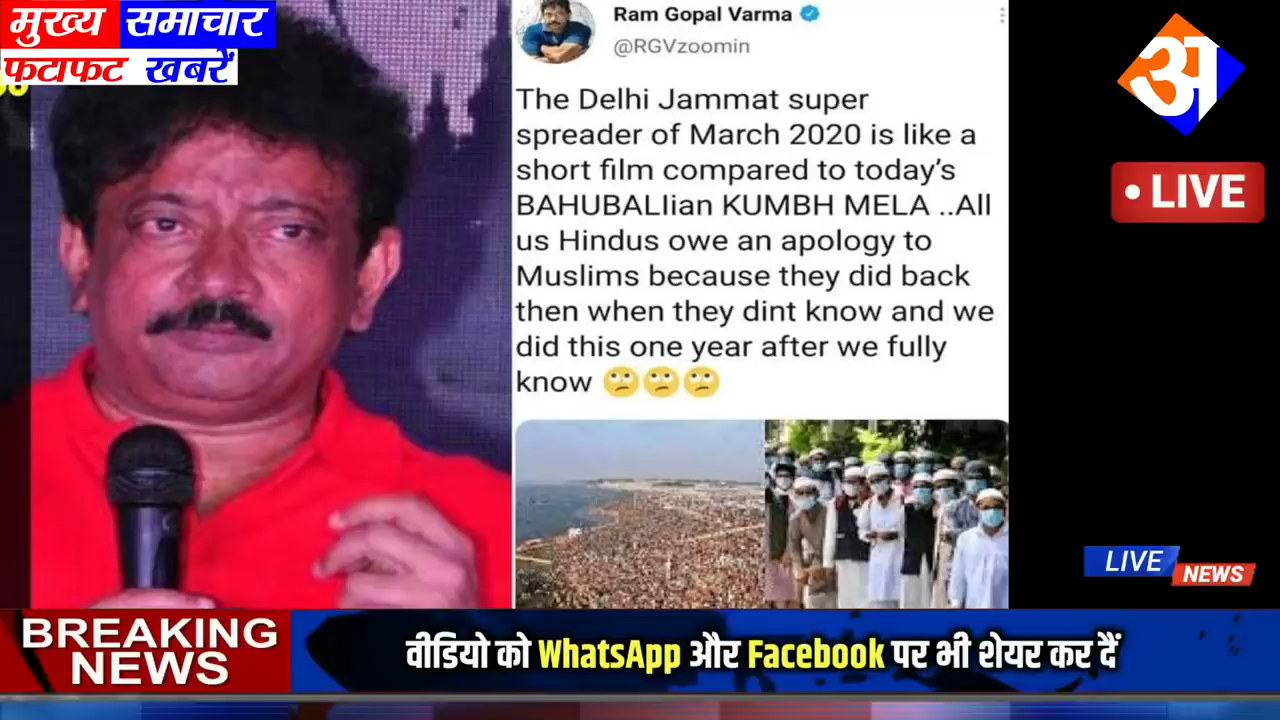 मुख्य समाचार
फटाफट खबरें
Ram Gopal Varma
@RGVzoomin
The Delhi Jammat super
spreader of March 2020 is like a
short film compared to today's
BAHUBALIian KUMBH MELA ..All
us Hindus owe an apology to
Muslims because they did back
then when they dint know and we
did this one year after we fully
know 🙄🙄🙄
अ
LIVE
LIVE
NEWS
BREAKING
NEWS
वीडियो को WhatsApp और Facebook पर भी शेयर कर दैं